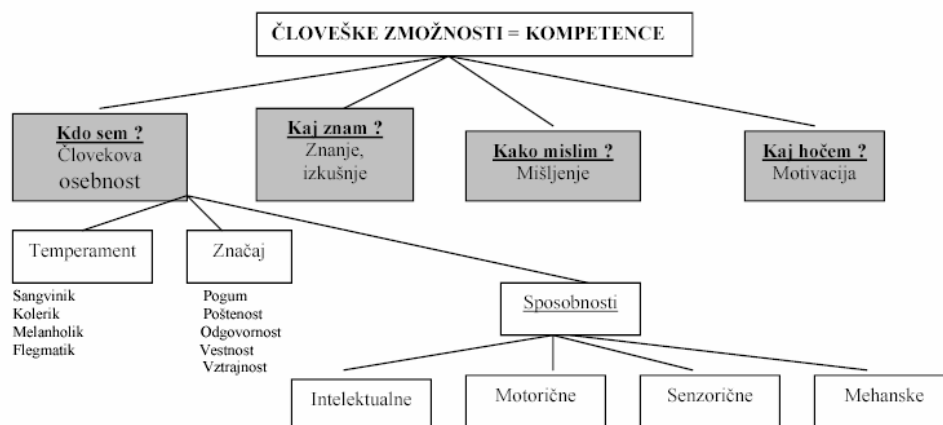 ČLOVEŠKE ZMOŽNOSTI = KOMPETENCE
Kdo sem ?
Človekova
osebnost
Kaj znam ?
Znanje,
izkušnje
Kako mislim ?
Mišljenje
Kaj hočem ?
Motivacija
Temperament
Sangvinik
Kolerik
Melanholik
Flegmatik
Značaj
Pogum
Poštenost
Odgovornost
Vestnost
Vztrajnost
Sposobnosti
Intelektualne
Motorične
Senzorične
Mehanske